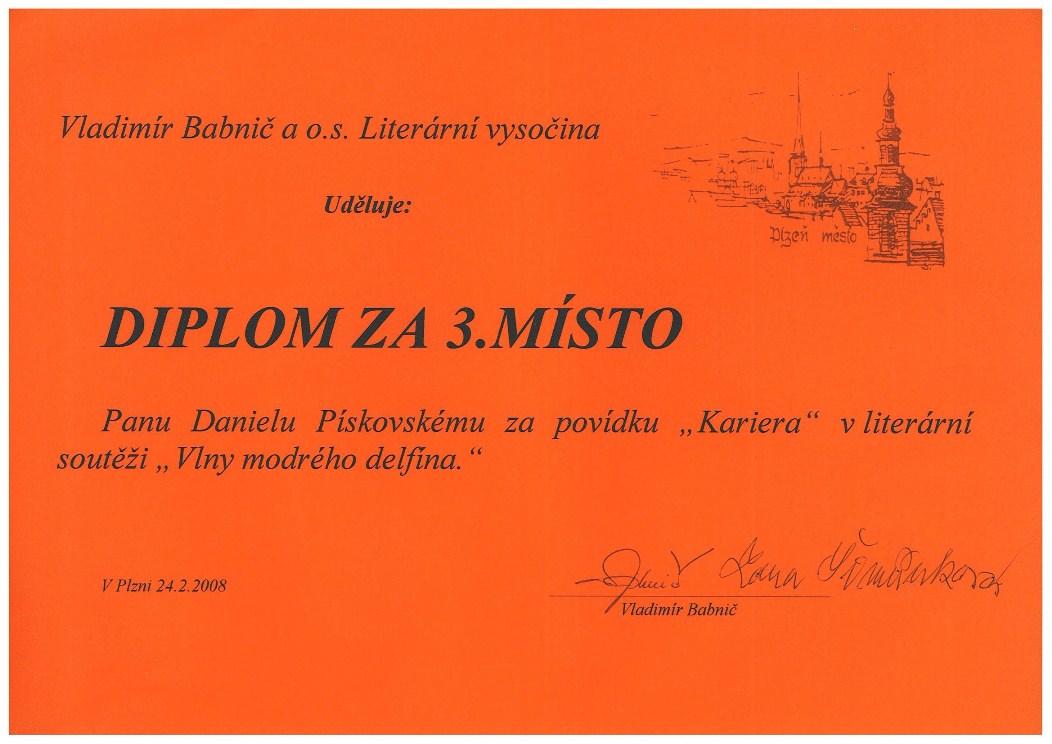 Vladimír Babnič a o.s. Literární vysočina
Uděluje:
Plzeň město
DIPLOM ZA 3.MÍSTO
Panu Danielu Pískovskému za povídku „Kariera“ v literární
soutěži „Vlny modrého delfína.“
V Plzni 24.2.2008
Vladimír Babnič